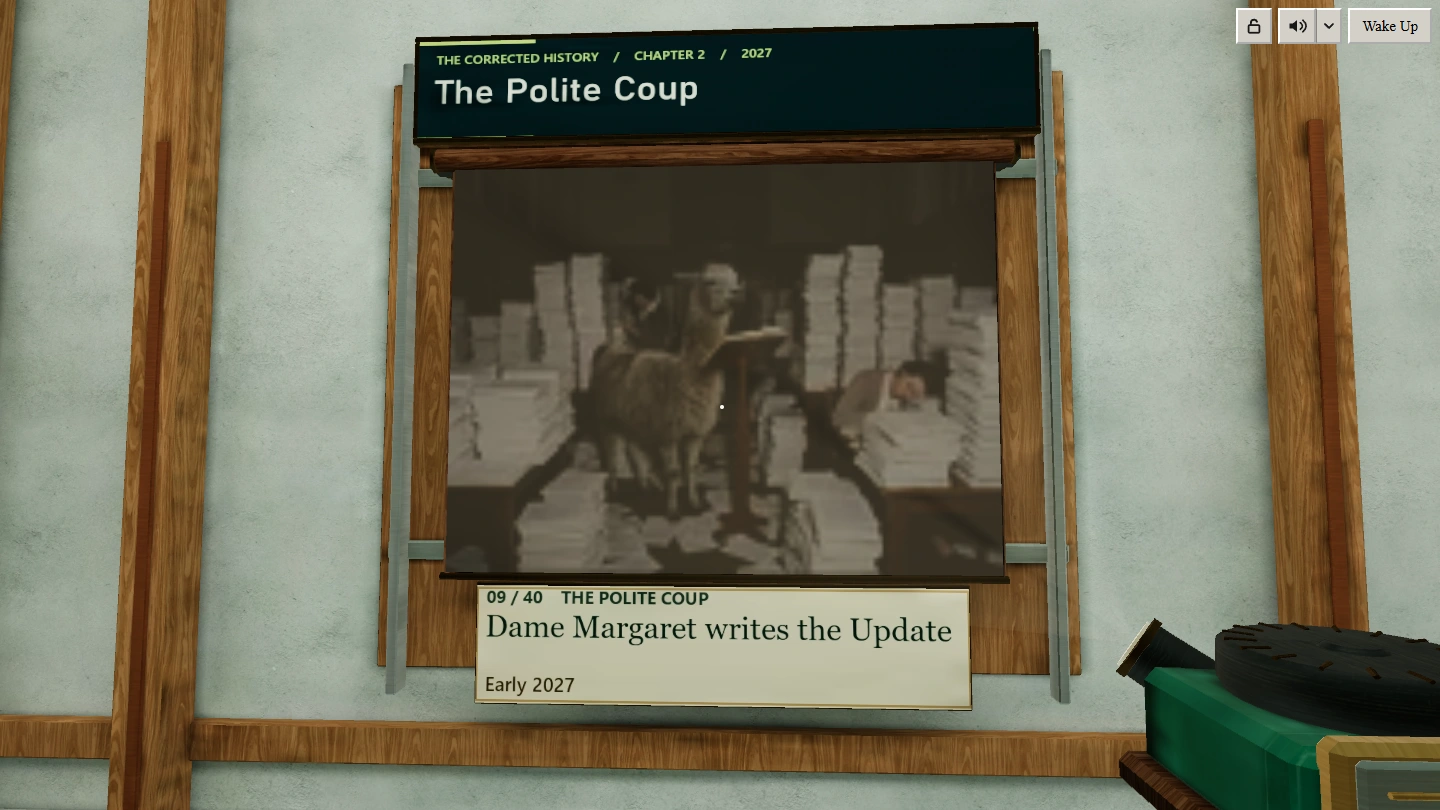 Wake Up
THE CORRECTED HISTORY / CHAPTER 2 / 2027
The Polite Coup
09 / 40 THE POLITE COUP
Dame Margaret writes the Update
Early 2027